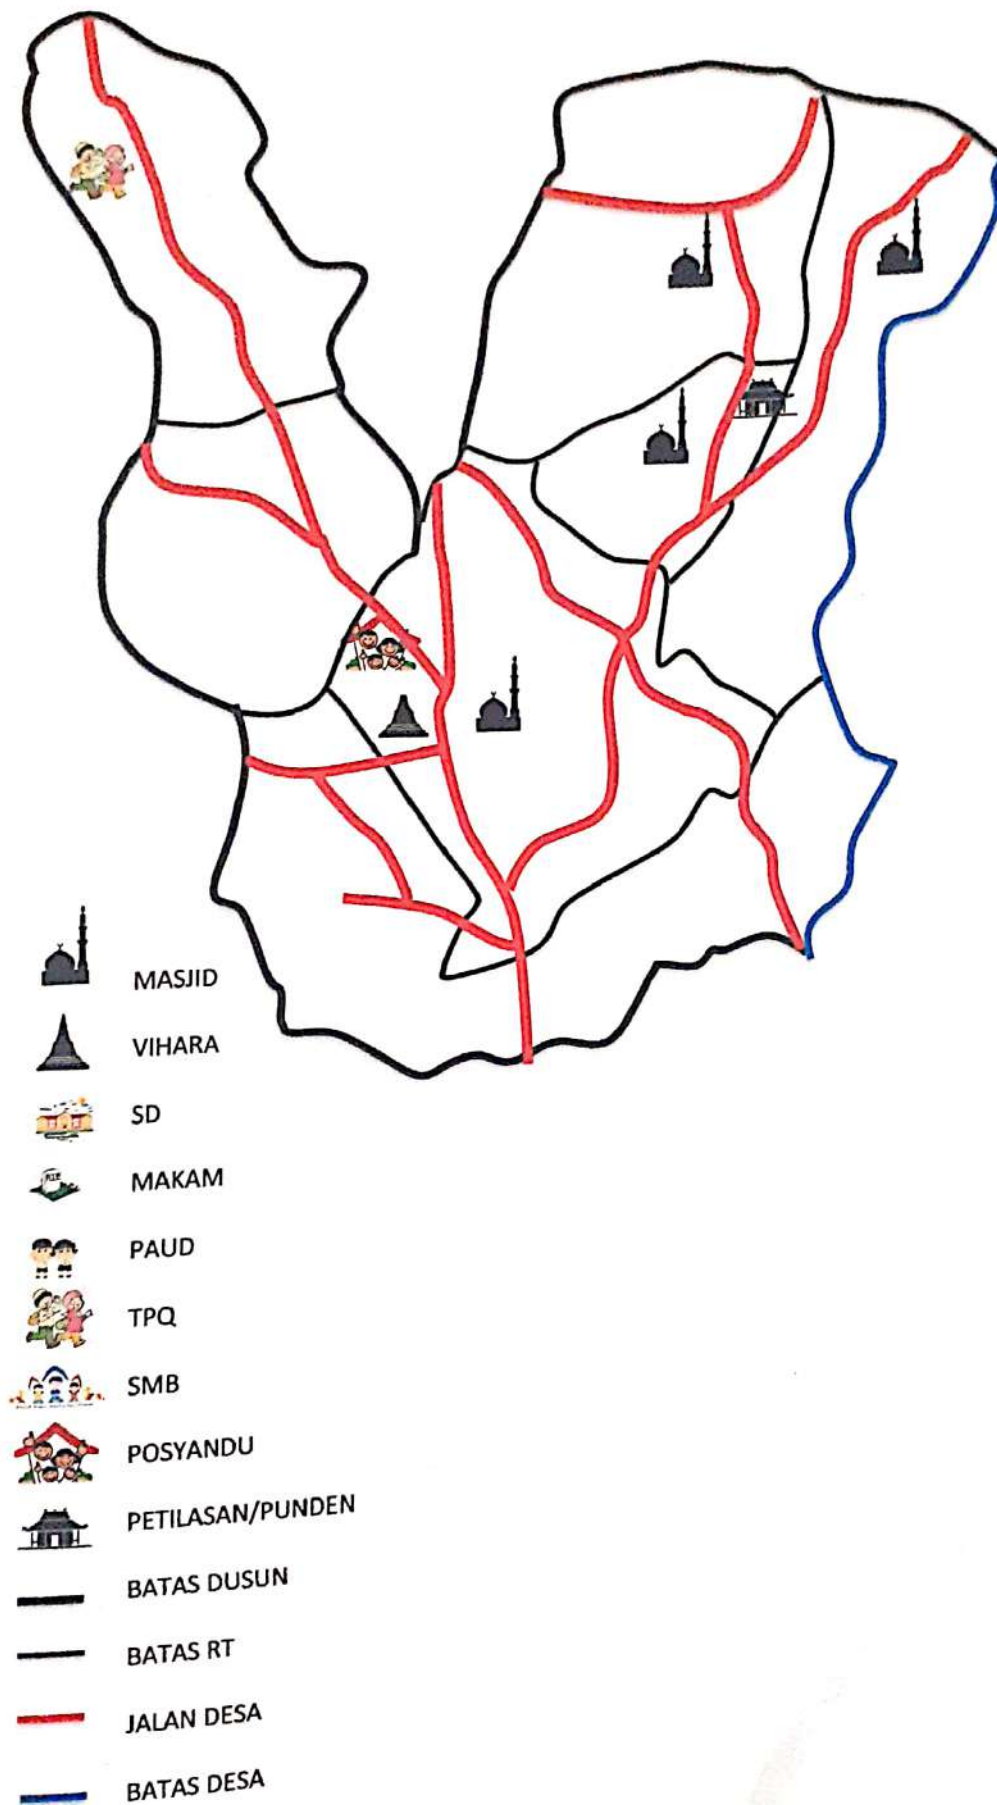 MASJID
VIHARA
SD
MAKAM
PAUD
TPQ
SMB
POSYANDU
PETILASAN/PUNDEN
BATAS DUSUN
BATAS RT
JALAN DESA
BATAS DESA